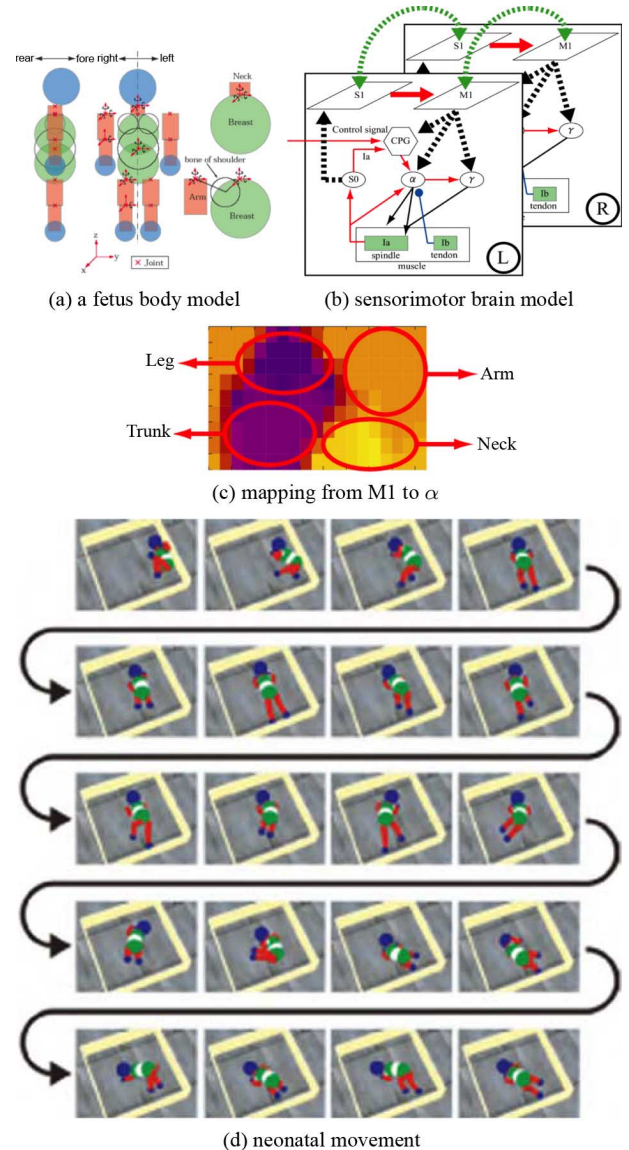 rear
fore
right
left
Neck
Breast
bone of shoulder
Arm
Breast
z
y
x
Joint
(a) a fetus body model
S1
M1
S1
M1
Control signal
CPG
Ia
S0
α
γ
γ
Ia
Ib
spindle
tendon
muscle
L
Ib
tendon
R
(b) sensorimotor brain model
Leg
Arm
Trunk
Neck
(c) mapping from M1 to α
(d) neonatal movement